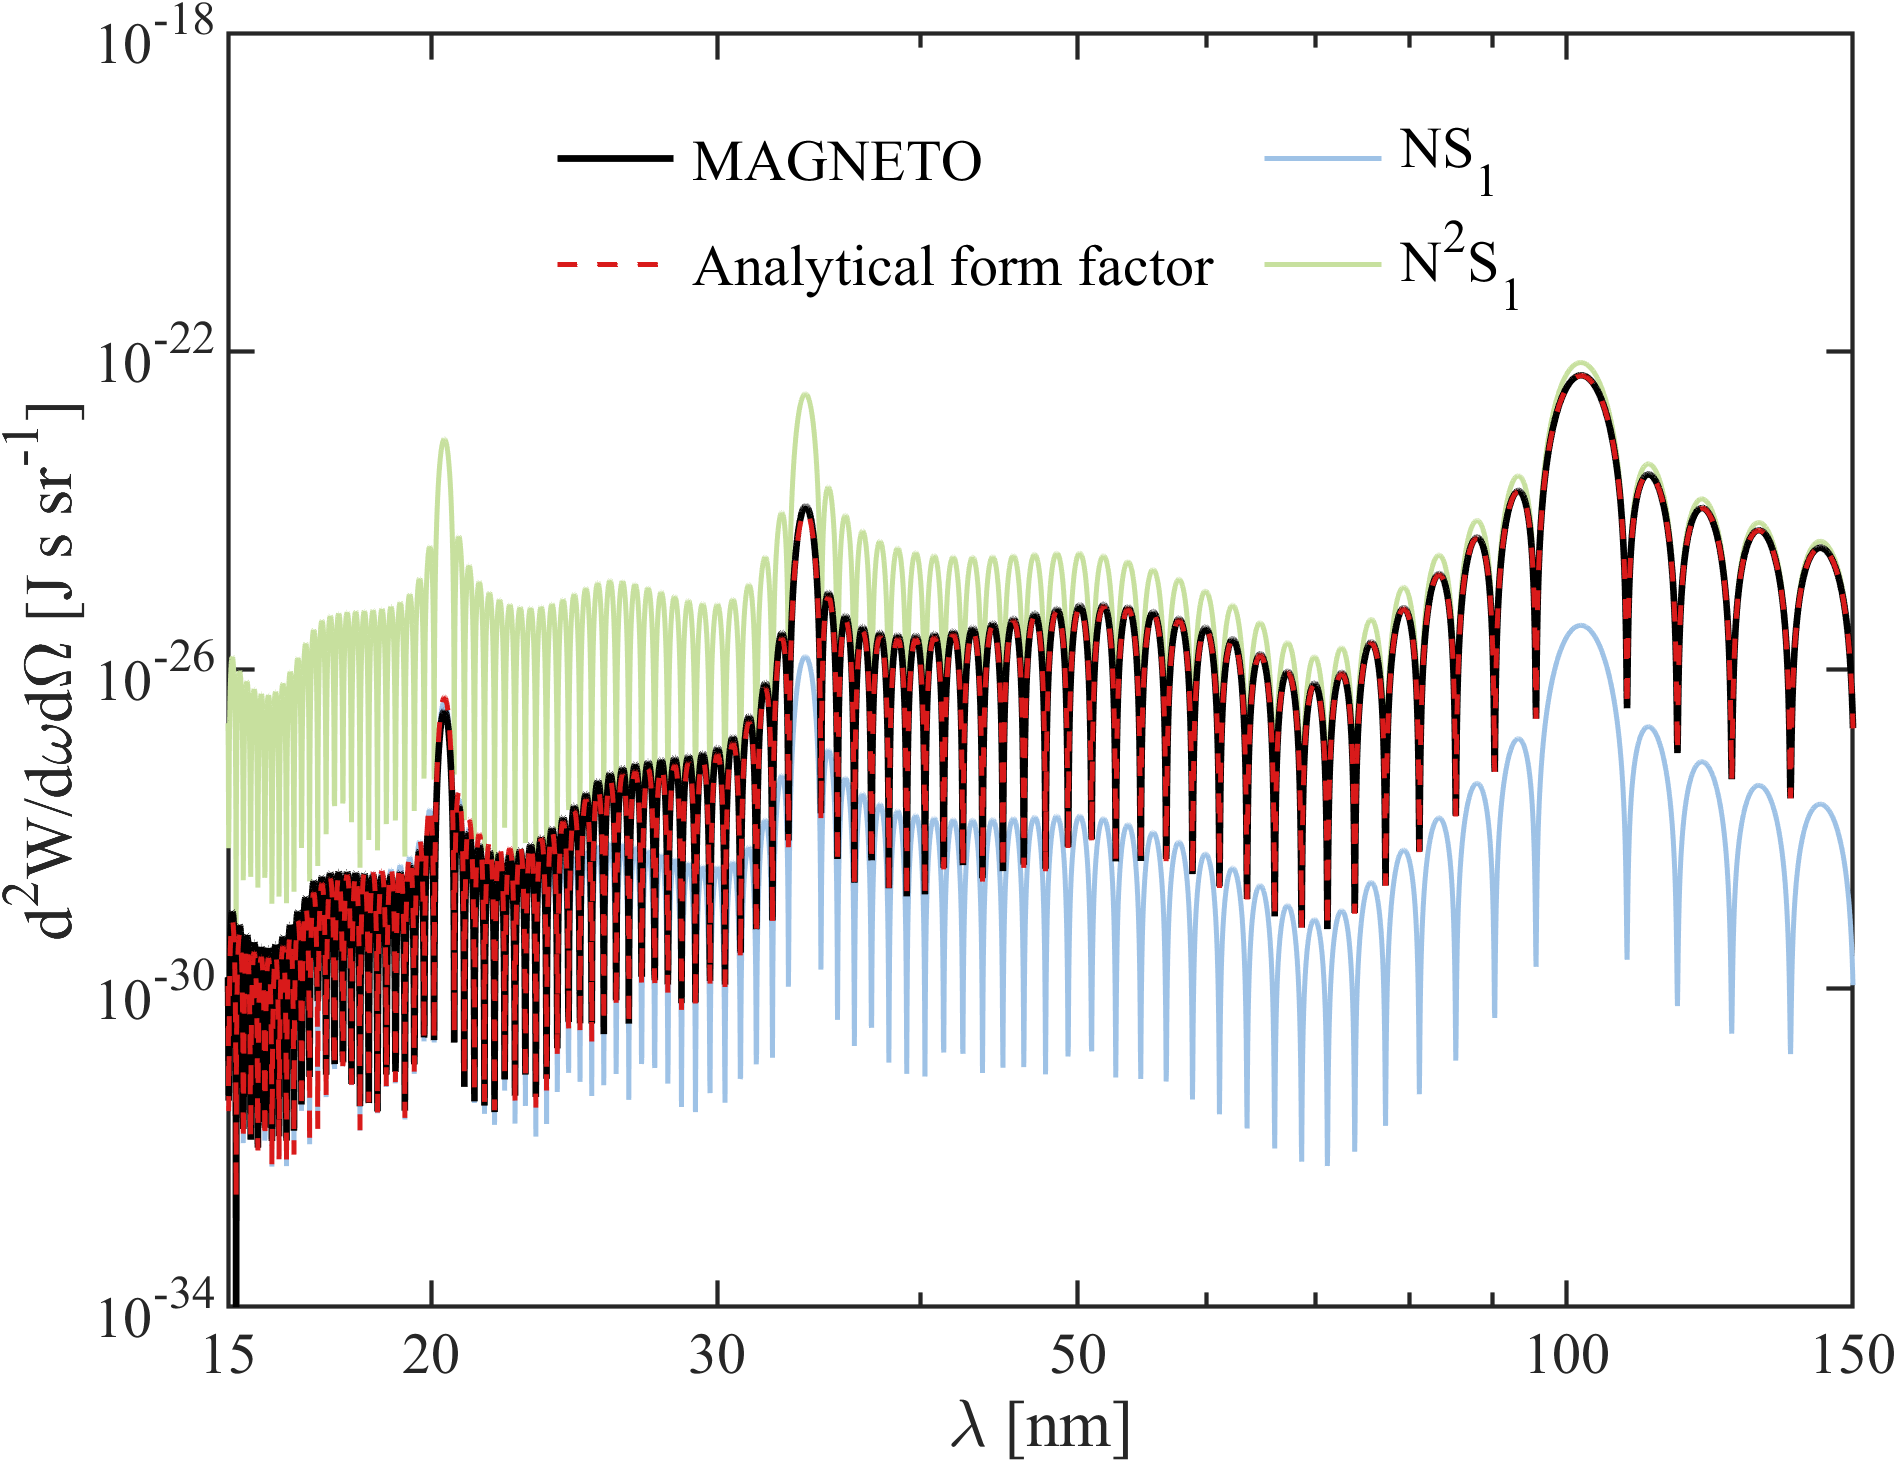 10^-18
10^-22
10^-26
10^-30
10^-34
d^2W/dωdΩ [J s sr^-1]
MAGNETO
Analytical form factor
NS_1
N^2S_1
15 20 30 50 100 150
λ [nm]